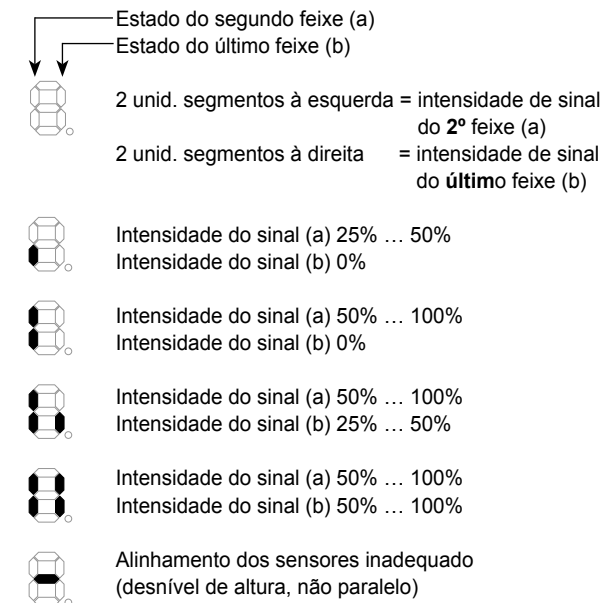 Estado do segundo feixe (a)
Estado do último feixe (b)
2 unid. segmentos à esquerda = intensidade de sinal
do 2º feixe (a)
2 unid. segmentos à direita = intensidade de sinal
do último feixe (b)
Intensidade do sinal (a) 25% … 50%
Intensidade do sinal (b) 0%
Intensidade do sinal (a) 50% … 100%
Intensidade do sinal (b) 0%
Intensidade do sinal (a) 50% … 100%
Intensidade do sinal (b) 25% … 50%
Intensidade do sinal (a) 50% … 100%
Intensidade do sinal (b) 50% … 100%
Alinhamento dos sensores inadequado
(desnível de altura, não paralelo)